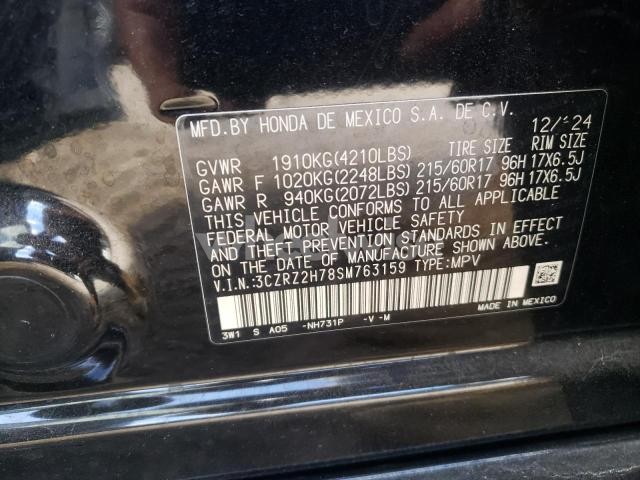 MFD.BY HONDA DE MEXICO S.A. DE C.V. 12/24
TIRE SIZE RIM SIZE
GVWR 1910KG(4210LBS)
GAWR F 1020KG(2248LBS) 215/60R17 96H 17X6.5J
GAWR R 940KG(2072LBS) 215/60R17 96H 17X6.5J
THIS VEHICLE CONFORMS TO ALL APPLICABLE
FEDERAL MOTOR VEHICLE SAFETY
AND THEFT PREVENTION STANDARDS IN EFFECT
ON THE DATE OF MANUFACTURE SHOWN ABOVE.
V.I.N.:3CZRZ2H78SM763159 TYPE:MPV
3W1 S A05 -NH731P -V -M
MADE IN MEXICO